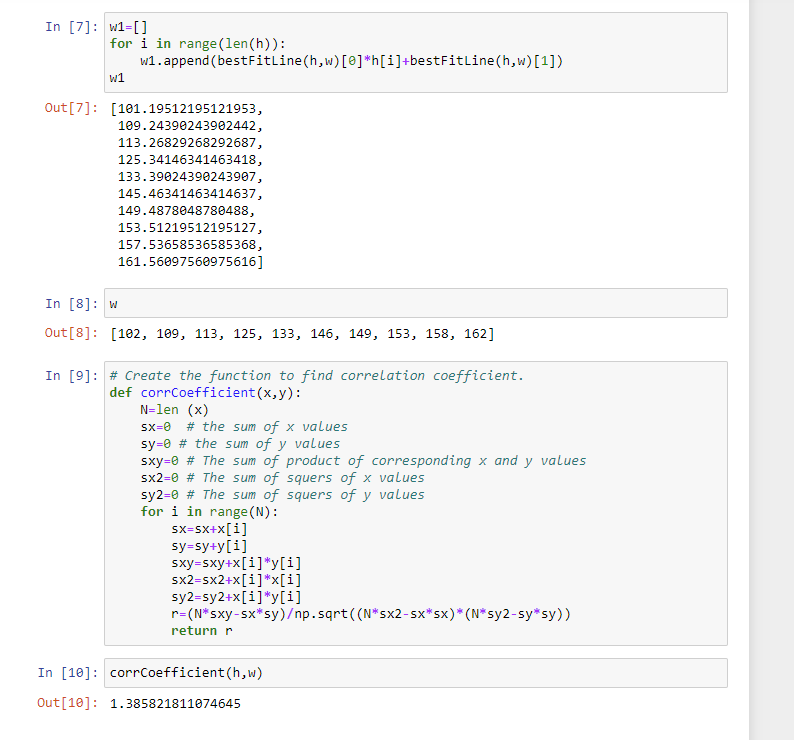 In [7]: w1=[]
for i in range(len(h)):
    w1.append(bestFitLine(h,w)[0]*h[i]+bestFitLine(h,w)[1])
w1
Out[7]: [101.19512195121953,
109.24390243902442,
113.26829268292687,
125.34146341463418,
133.39024390243907,
145.46341463414637,
149.4878048780488,
153.51219512195127,
157.53658536585368,
161.56097560975616]
In [8]: w
Out[8]: [102, 109, 113, 125, 133, 146, 149, 153, 158, 162]
In [9]: # Create the function to find correlation coefficient.
def corrCoefficient(x,y):
    N=len (x)
    sx=0  # the sum of x values
    sy=0 # the sum of y values
    sxy=0 # The sum of product of corresponding x and y values
    sx2=0 # The sum of squers of x values
    sy2=0 # The sum of squers of y values
    for i in range(N):
        sx=sx+x[i]
        sy=sy+y[i]
        sxy=sxy+x[i]*y[i]
        sx2=sx2+x[i]*x[i]
        sy2=sy2+x[i]*y[i]
        r=(N*sxy-sx*sy)/np.sqrt((N*sx2-sx*sx)*(N*sy2-sy*sy))
        return r
In [10]: corrCoefficient(h,w)
Out[10]: 1.385821811074645